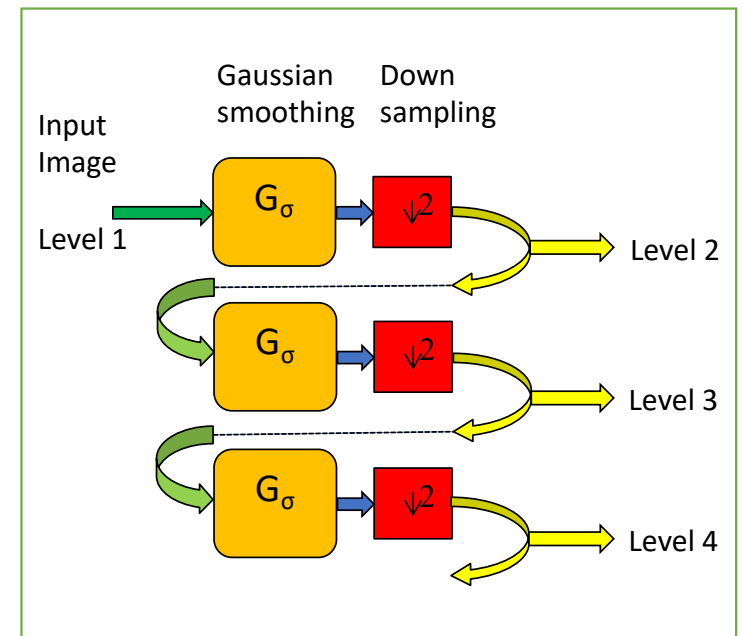 Gaussian
smoothing
Down
sampling
Input
Image
Level 1
Gσ
↓2
Level 2
Gσ
↓2
Level 3
Gσ
↓2
Level 4